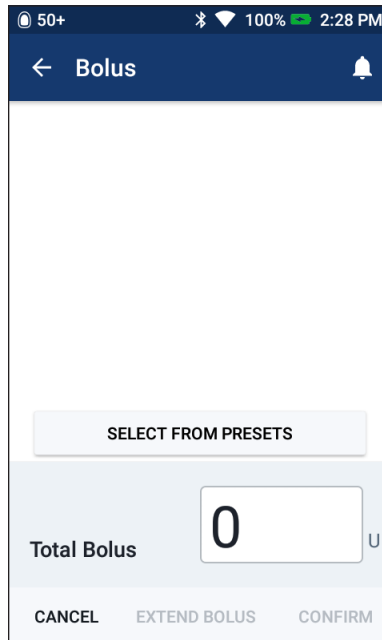 50+ 100% 2:28 PM
Bolus
SELECT FROM PRESETS
0
Total Bolus U
CANCEL EXTEND BOLUS CONFIRM